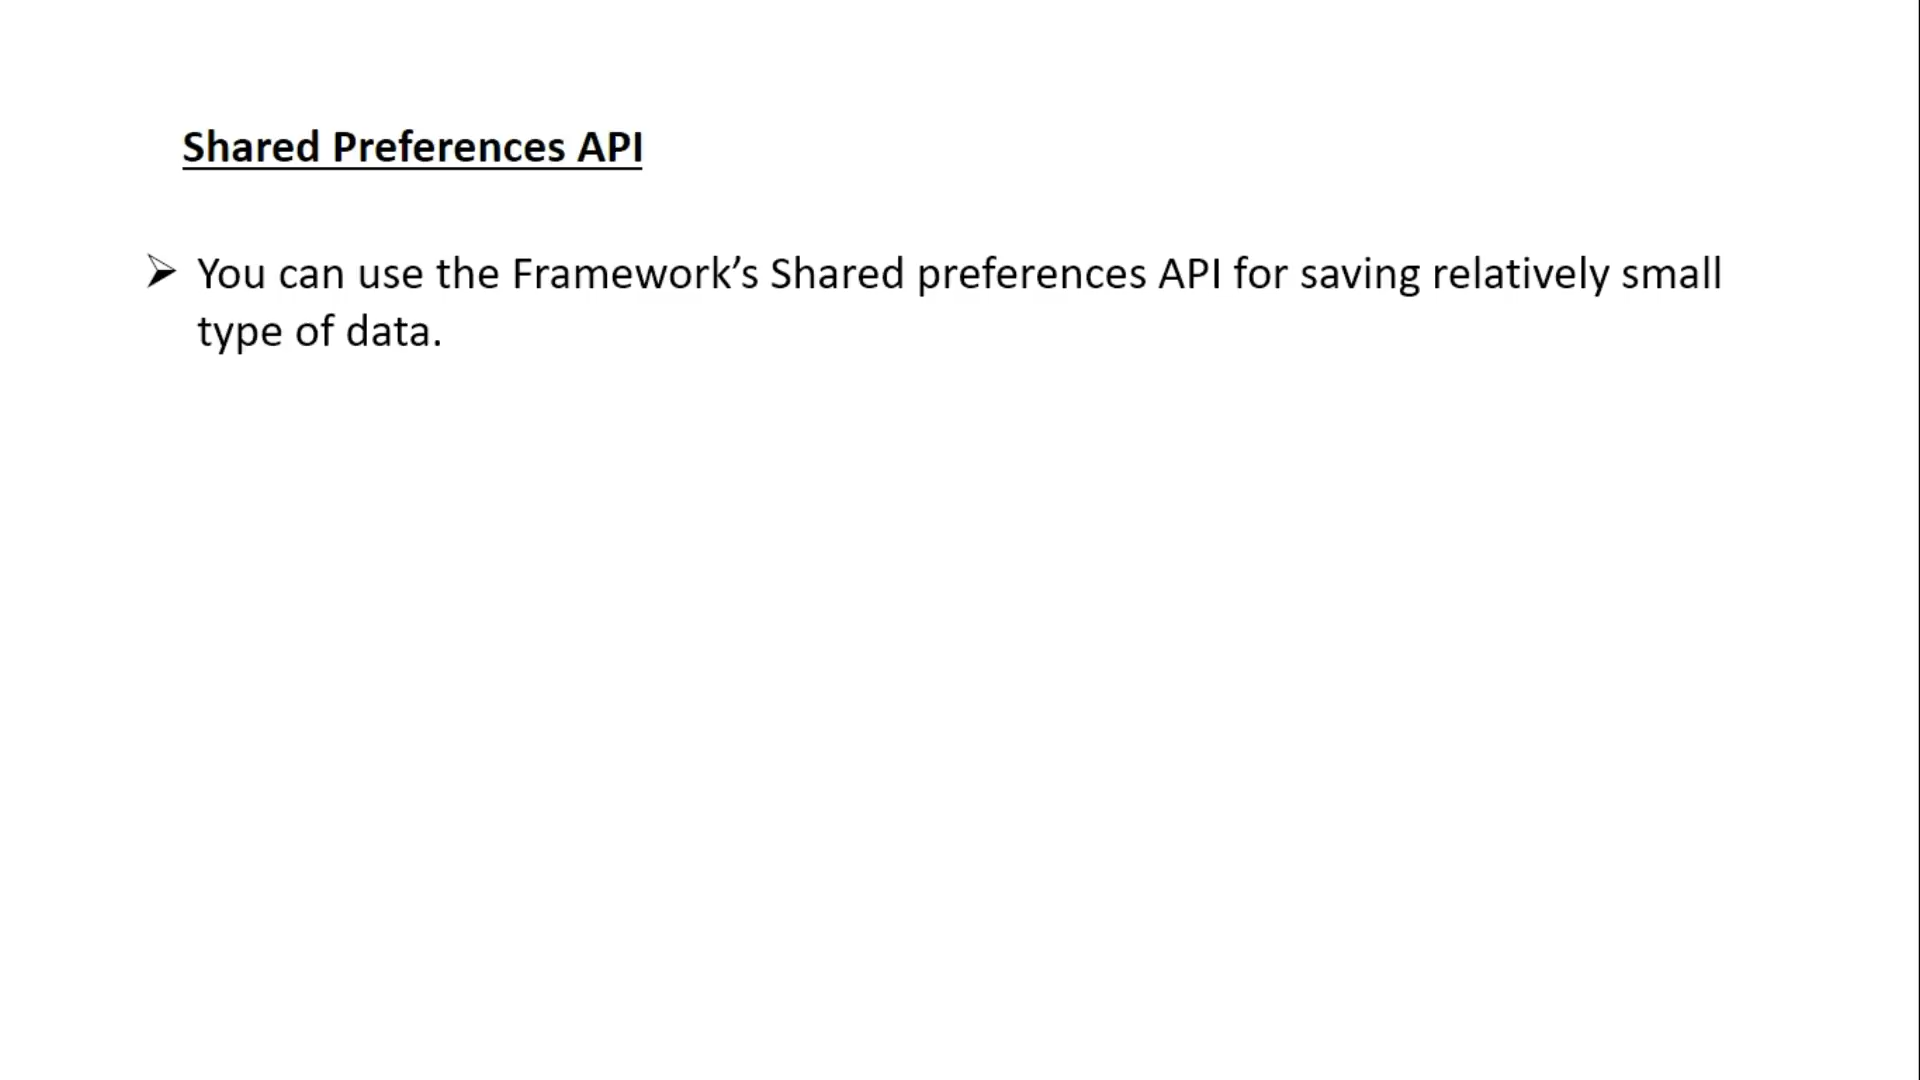 Shared Preferences API
➢ You can use the Framework’s Shared preferences API for saving relatively small
type of data.